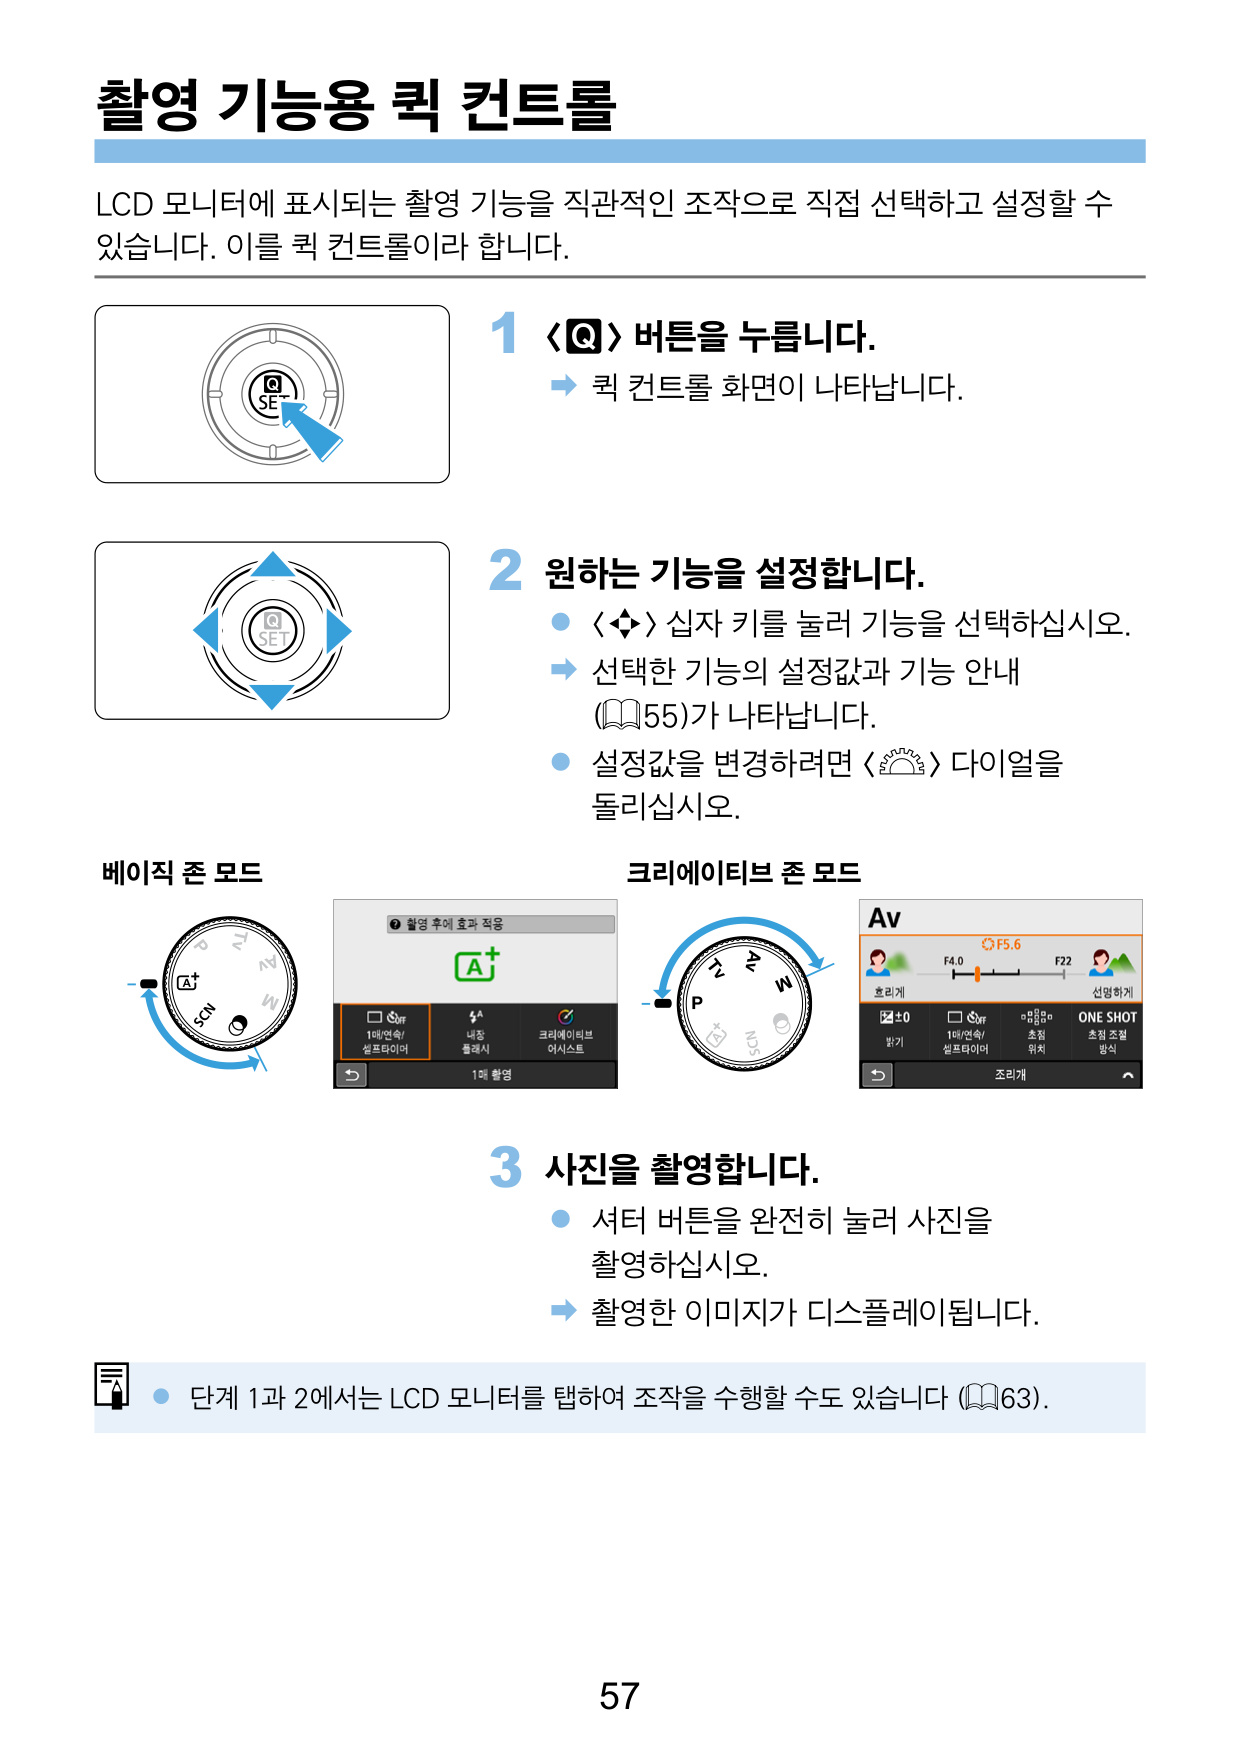 촬영 기능용 퀵 컨트롤
LCD 모니터에 표시되는 촬영 기능을 직관적인 조작으로 직접 선택하고 설정할 수
있습니다. 이를 퀵 컨트롤이라 합니다.
Q
SET
1 〈Q〉 버튼을 누릅니다.
➡ 퀵 컨트롤 화면이 나타납니다.
Q
SET
2 원하는 기능을 설정합니다.
● 〈✥〉 십자 키를 눌러 기능을 선택하십시오.
➡ 선택한 기능의 설정값과 기능 안내
(📖55)가 나타납니다.
● 설정값을 변경하려면 〈〉 다이얼을
돌리십시오.
베이직 존 모드
크리에이티브 존 모드
P Tv Av M A+ SCN
? 촬영 후에 효과 적용
A+
OFF
1매/연속/
셀프타이머
A
내장
플래시
크리에이티브
어시스트
1매 촬영
P Tv Av M A+ SCN
Av
F5.6
F4.0 F22
흐리게 선명하게
±0
밝기
OFF
1매/연속/
셀프타이머
초점
위치
ONE SHOT
초점 조절
방식
조리개
3 사진을 촬영합니다.
● 셔터 버튼을 완전히 눌러 사진을
촬영하십시오.
➡ 촬영한 이미지가 디스플레이됩니다.
● 단계 1과 2에서는 LCD 모니터를 탭하여 조작을 수행할 수도 있습니다 (📖63).
57